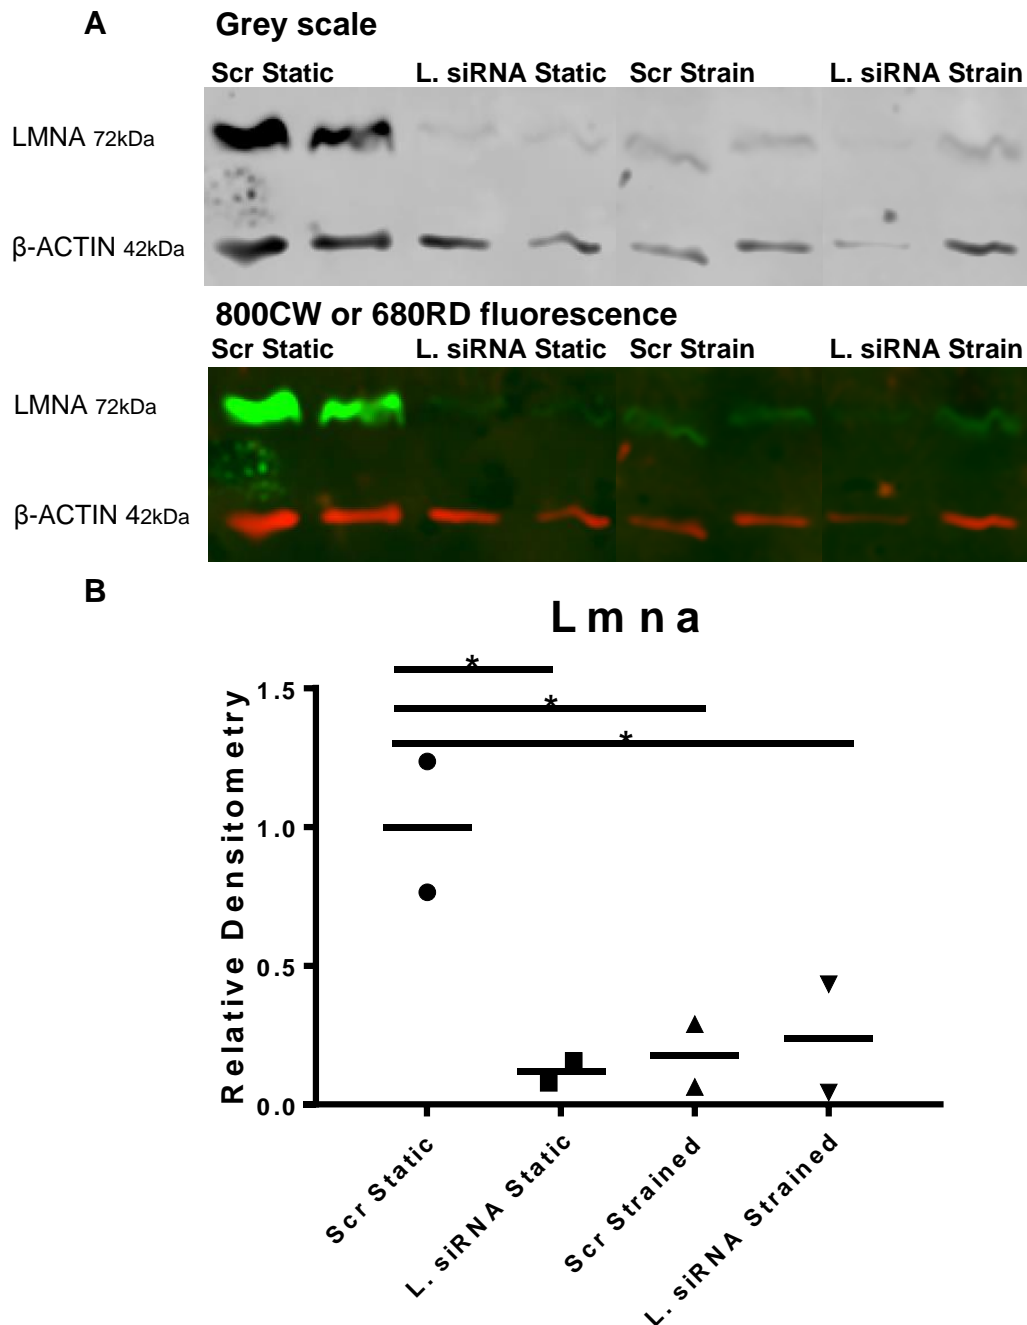 A
Grey scale
Scr Static L. siRNA Static Scr Strain L. siRNA Strain
LMNA 72kDa
β-ACTIN 42kDa
800CW or 680RD fluorescence
Scr Static L. siRNA Static Scr Strain L. siRNA Strain
LMNA 72kDa
β-ACTIN 42kDa
B
Lmna
*
*
*
Relative Densitometry
1.5
1.0
0.5
0.0
Scr Static
L. siRNA Static
Scr Strained
L. siRNA Strained